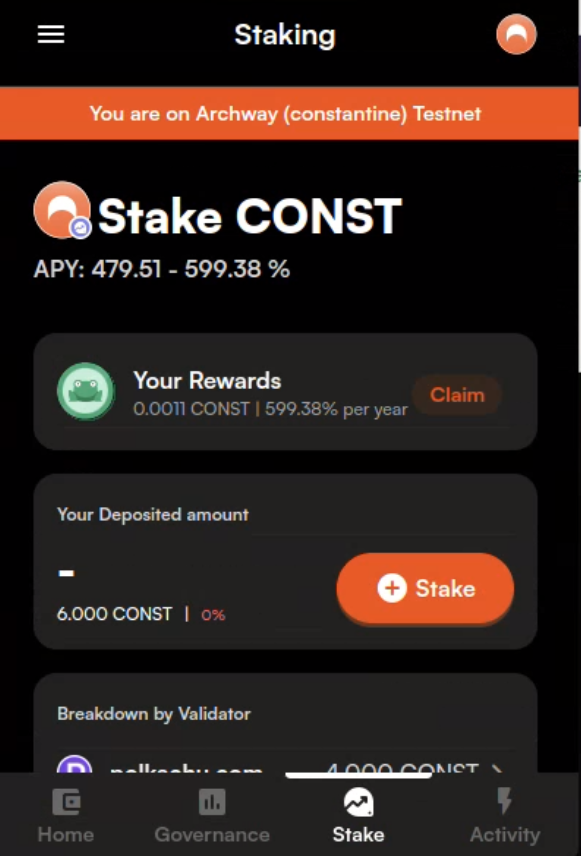 Staking
You are on Archway (constantine) Testnet
Stake CONST
APY: 479.51 - 599.38 %
Your Rewards
0.0011 CONST | 599.38% per year
Claim
Your Deposited amount
-
6.000 CONST | 0%
Stake
Breakdown by Validator
polkachu.com 4.000 CONST
Home Governance Stake Activity